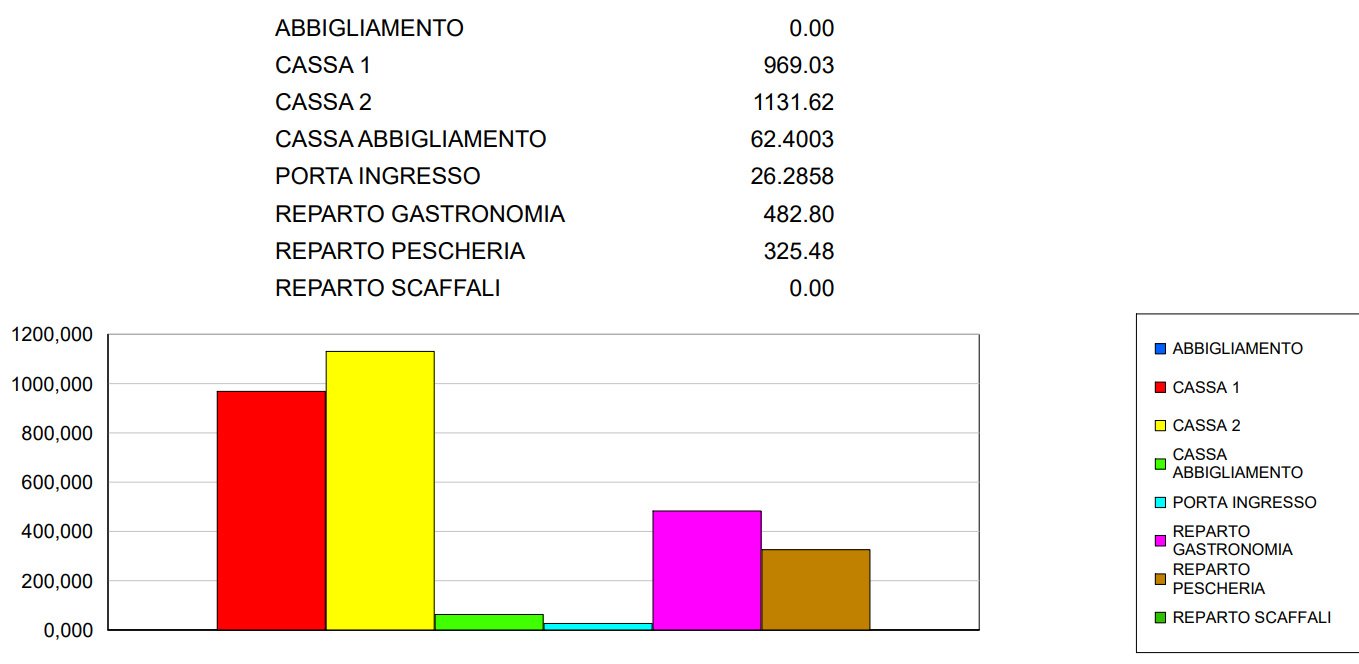 ABBIGLIAMENTO 0.00
CASSA 1 969.03
CASSA 2 1131.62
CASSA ABBIGLIAMENTO 62.4003
PORTA INGRESSO 26.2858
REPARTO GASTRONOMIA 482.80
REPARTO PESCHERIA 325.48
REPARTO SCAFFALI 0.00
1200,000
1000,000
800,000
600,000
400,000
200,000
0,000
ABBIGLIAMENTO
CASSA 1
CASSA 2
CASSA
ABBIGLIAMENTO
PORTA INGRESSO
REPARTO
GASTRONOMIA
REPARTO
PESCHERIA
REPARTO SCAFFALI